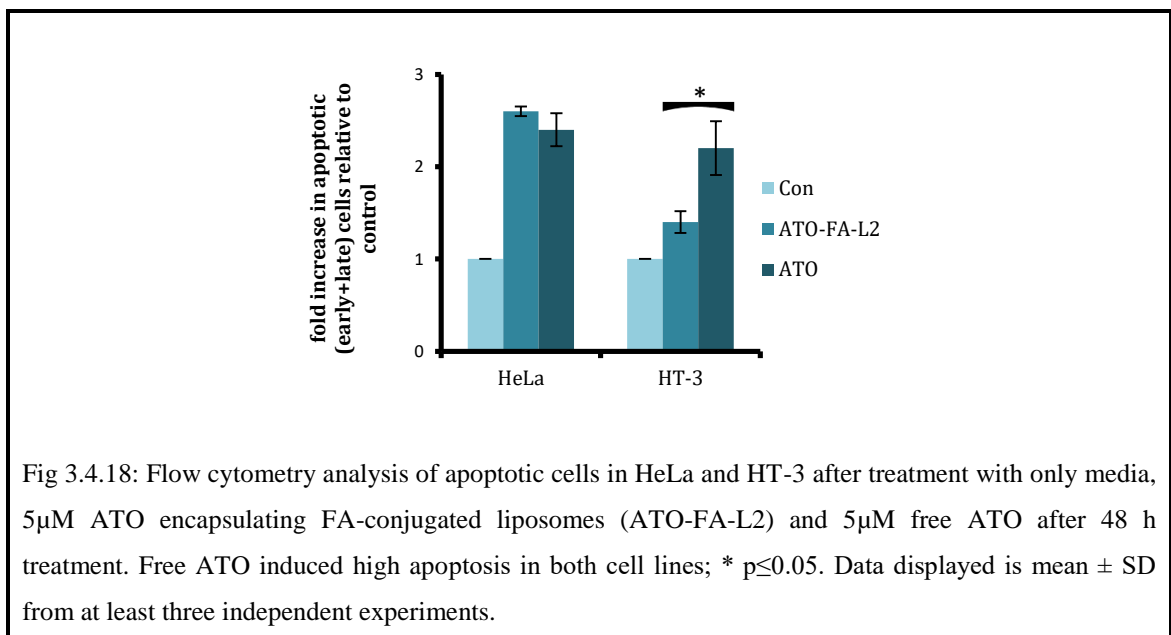 3
*
2
1
0
fold increase in apoptotic
(early+late) cells relative to
control
Con
ATO-FA-L2
ATO
HeLa
HT-3
Fig 3.4.18: Flow cytometry analysis of apoptotic cells in HeLa and HT-3 after treatment with only media,
5µM ATO encapsulating FA-conjugated liposomes (ATO-FA-L2) and 5µM free ATO after 48 h
treatment. Free ATO induced high apoptosis in both cell lines; * p≤0.05. Data displayed is mean ± SD
from at least three independent experiments.